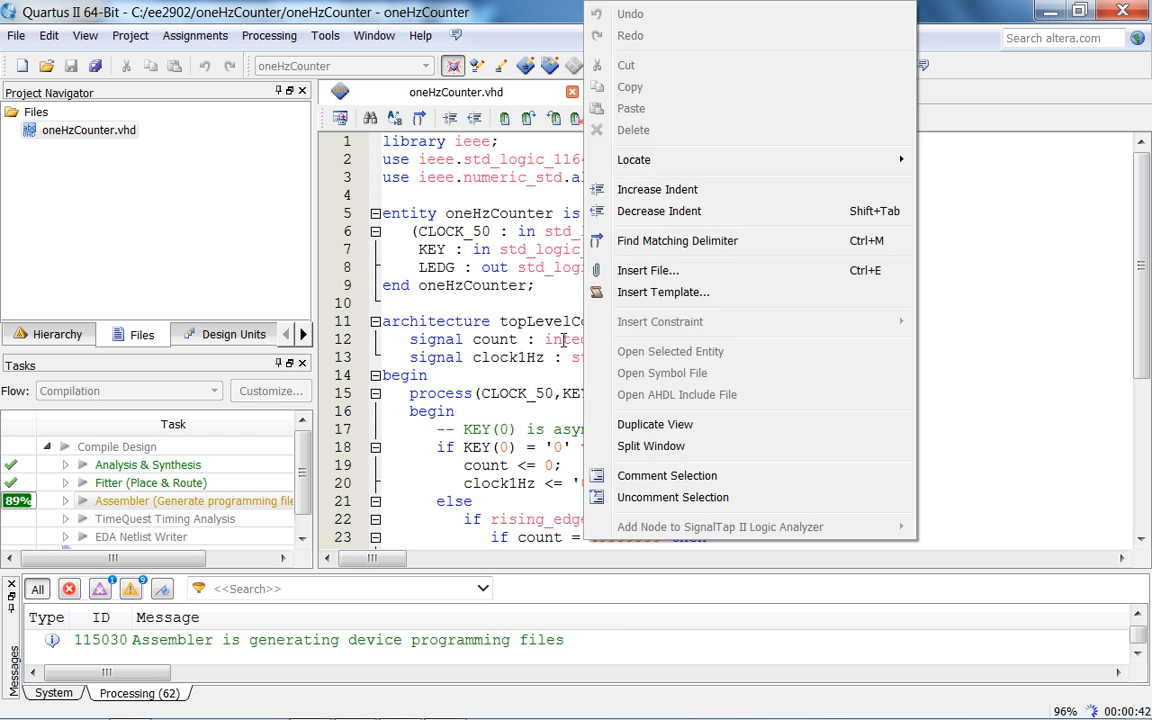 Quartus II 64-Bit - C:/ee2902/oneHzCounter/oneHzCounter - oneHzCounter
File Edit View Project Assignments Processing Tools Window Help
Search altera.com
oneHzCounter
Project Navigator
Files
oneHzCounter.vhd
Hierarchy Files Design Units
Tasks
Flow: Compilation Customize...
Task
Compile Design
Analysis & Synthesis
Fitter (Place & Route)
89% Assembler (Generate programming file
TimeQuest Timing Analysis
EDA Netlist Writer
oneHzCounter.vhd
1 library ieee;
2 use ieee.std_logic_116
3 use ieee.numeric_std.a
4
5 entity oneHzCounter is
6 (CLOCK_50 : in std_
7 KEY : in std_logic_
8 LEDG : out std_logi
9 end oneHzCounter;
10
11 architecture topLevelCo
12 signal count : integ
13 signal clock1Hz : s
14 begin
15 process(CLOCK_50,KEY
16 begin
17 -- KEY(0) is asyn
18 if KEY(0) = '0'
19 count <= 0;
20 clock1Hz <= '
21 else
22 if rising_edge
23 if count =
Undo
Redo
Cut
Copy
Paste
Delete
Locate
Increase Indent
Decrease Indent Shift+Tab
Find Matching Delimiter Ctrl+M
Insert File... Ctrl+E
Insert Template...
Insert Constraint
Open Selected Entity
Open Symbol File
Open AHDL Include File
Duplicate View
Split Window
Comment Selection
Uncomment Selection
Add Node to SignalTap II Logic Analyzer
Messages
All 1 9 <<Search>>
Type ID Message
115030 Assembler is generating device programming files
System Processing (62)
96% 00:00:42